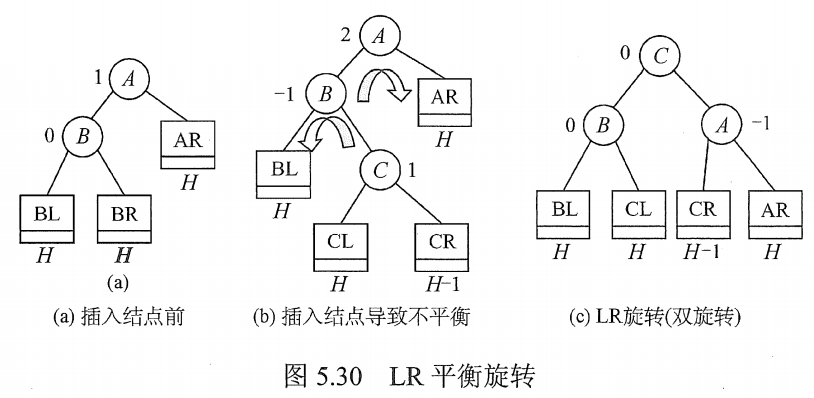 1 A
0 B
AR
H
BL
BR
H
H
(a)
(a) 插入结点前
2 A
-1 B
AR
H
BL
H
C 1
CL
CR
H
H-1
(b) 插入结点导致不平衡
0 C
0 B
A -1
BL
CL
CR
AR
H
H
H-1
H
(c) LR旋转(双旋转)
图 5.30 LR 平衡旋转